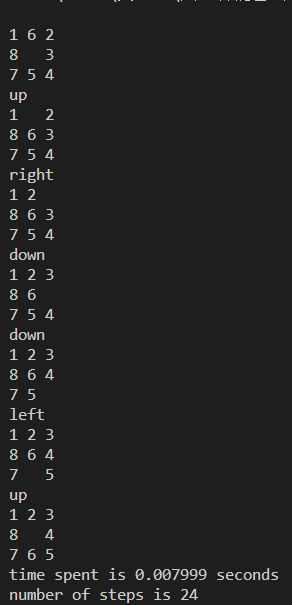 1 6 2
8   3
7 5 4
up
1   2
8 6 3
7 5 4
right
1 2
8 6 3
7 5 4
down
1 2 3
8 6
7 5 4
down
1 2 3
8 6 4
7 5
left
1 2 3
8 6 4
7   5
up
1 2 3
8   4
7 6 5
time spent is 0.007999 seconds
number of steps is 24